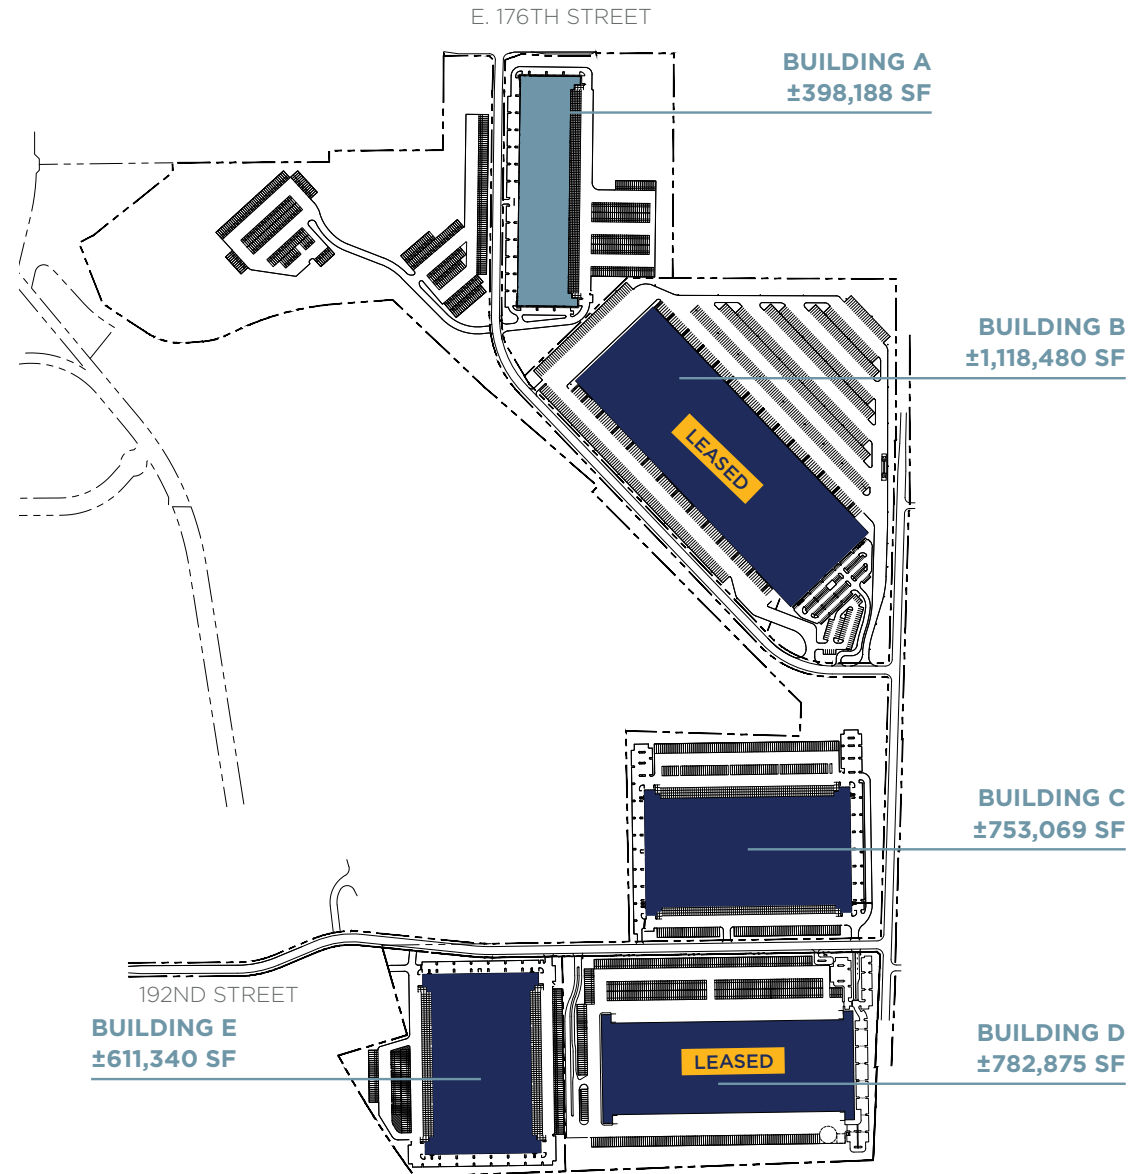 E. 176TH STREET
BUILDING A
±398,188 SF
BUILDING B
±1,118,480 SF
LEASED
BUILDING C
±753,069 SF
192ND STREET
BUILDING E
±611,340 SF
BUILDING D
±782,875 SF
LEASED